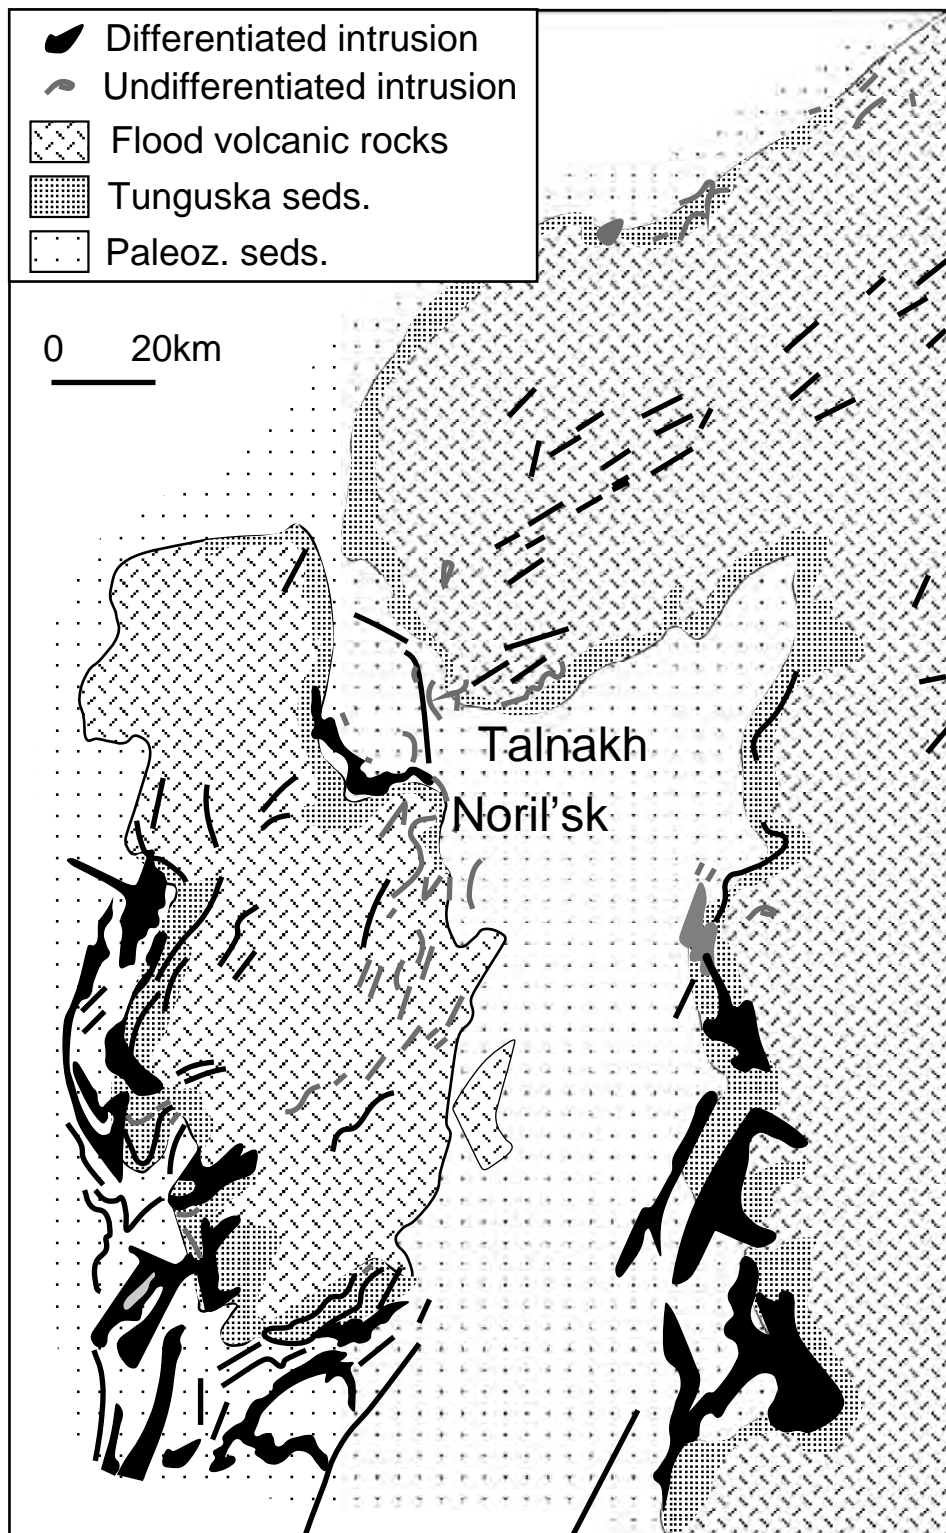 Differentiated intrusion
Undifferentiated intrusion
Flood volcanic rocks
Tunguska seds.
Paleoz. seds.
0 20km
Talnakh
Noril'sk